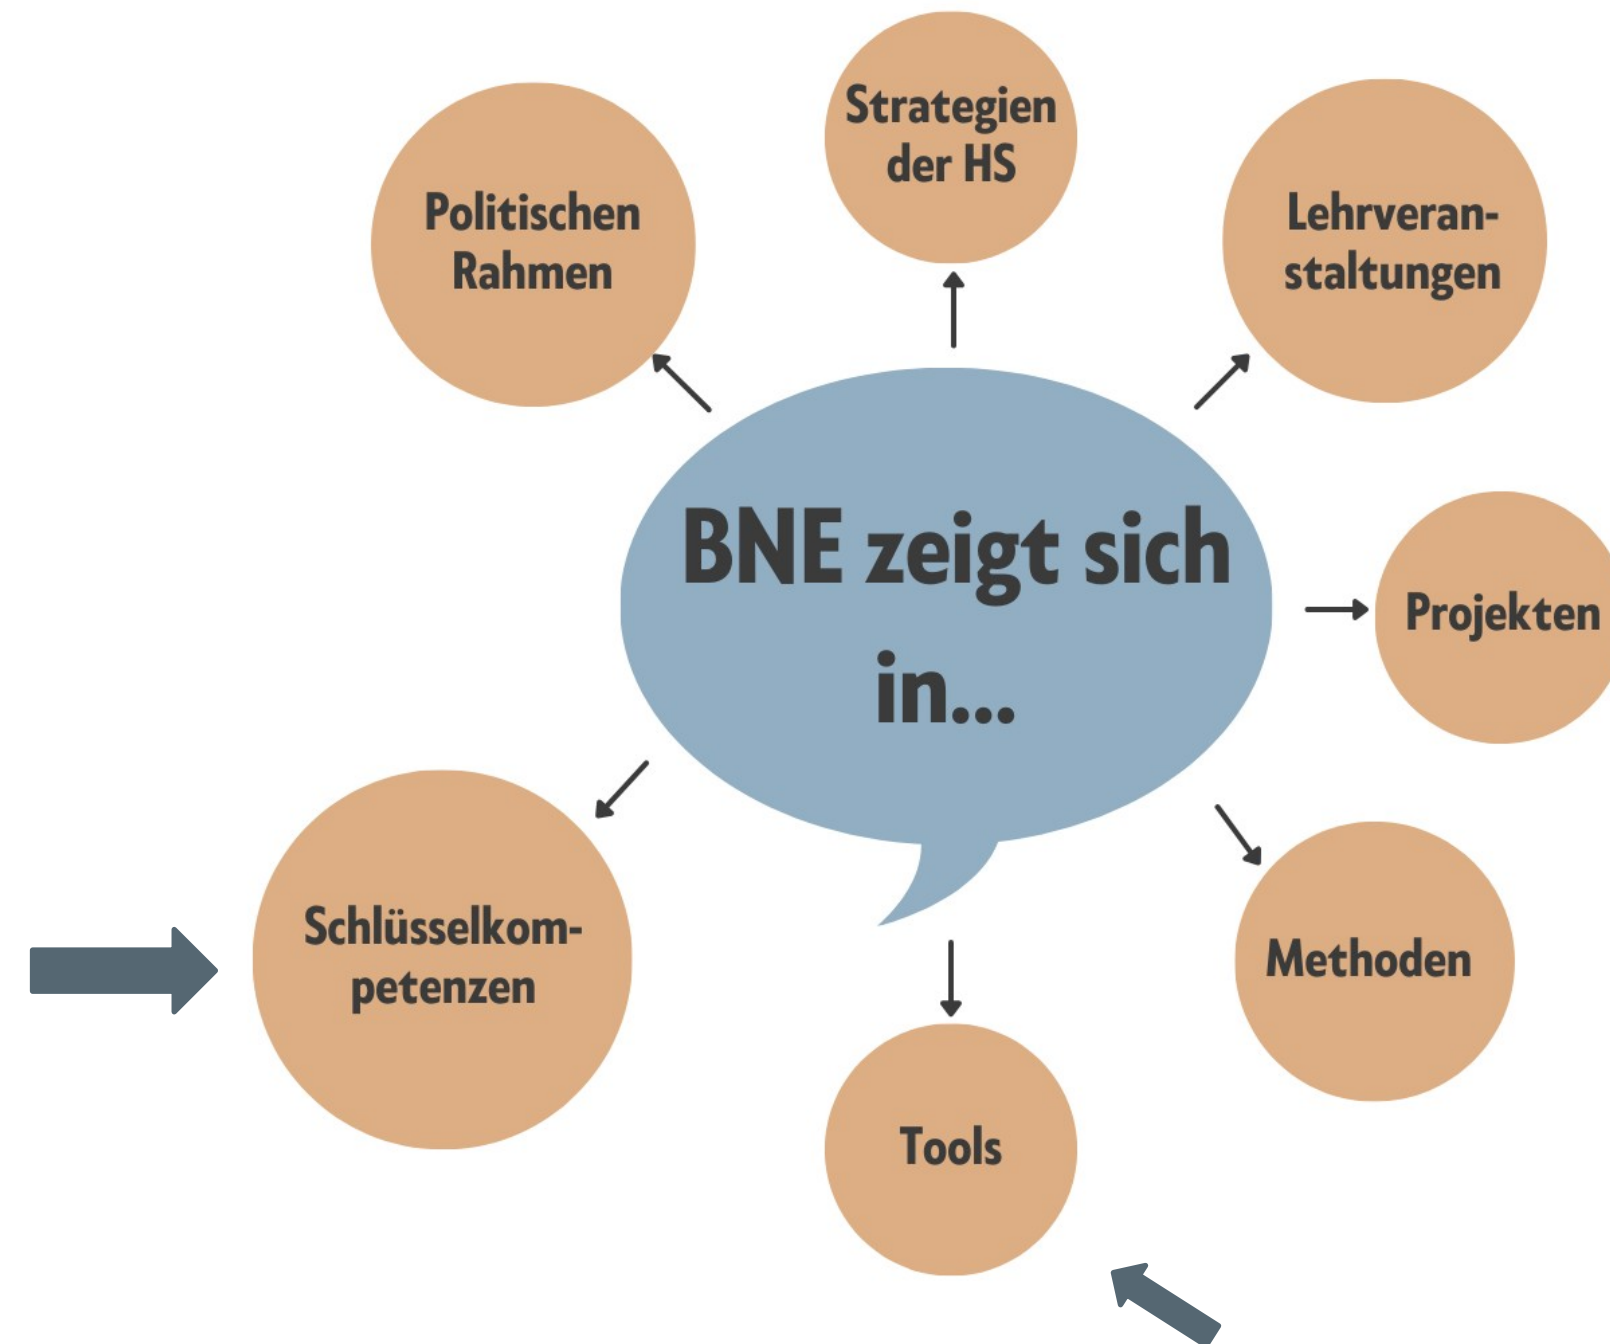 Strategien
der HS
Politischen
Rahmen
Lehrveran-
staltungen
BNE zeigt sich
in...
Projekten
Schlüsselkom-
petenzen
Methoden
Tools